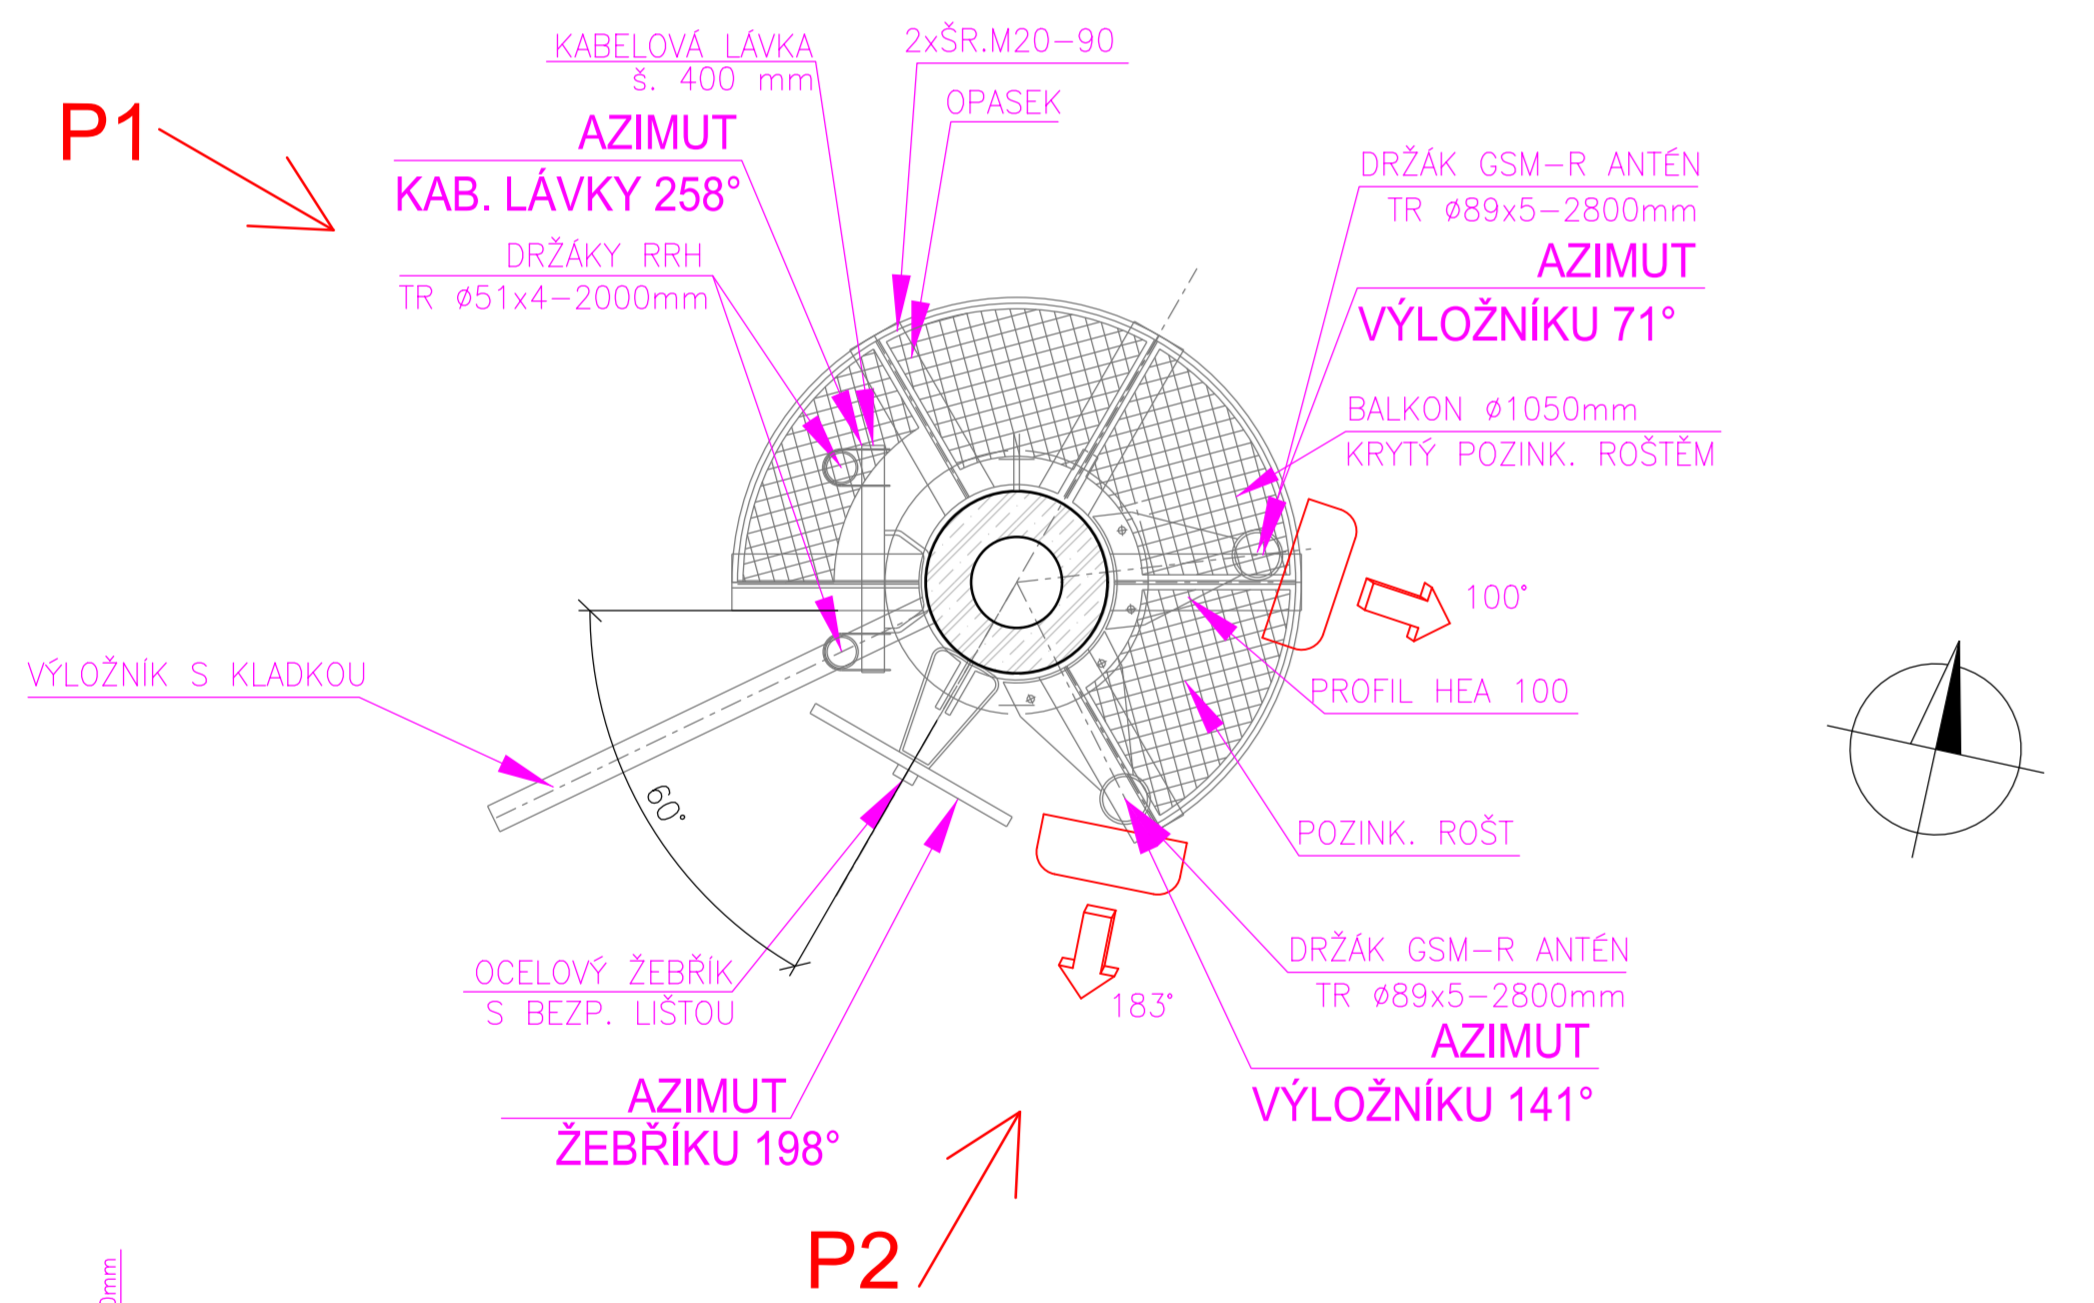 KABELOVÁ LÁVKA
š. 400 mm
2xŠR.M20-90
OPASEK
P1
AZIMUT
KAB. LÁVKY 258°
DRŽÁKY RRH
TR ø51x4-2000mm
DRŽÁK GSM-R ANTÉN
TR ø89x5-2800mm
AZIMUT
VÝLOŽNÍKU 71°
BALKON ø1050mm
KRYTÝ POZINK. ROŠTĚM
100°
VÝLOŽNÍK S KLADKOU
PROFIL HEA 100
60°
POZINK. ROŠT
OCELOVÝ ŽEBŘÍK
S BEZP. LIŠTOU
183°
DRŽÁK GSM-R ANTÉN
TR ø89x5-2800mm
AZIMUT
VÝLOŽNÍKU 141°
AZIMUT
ŽEBŘÍKU 198°
P2